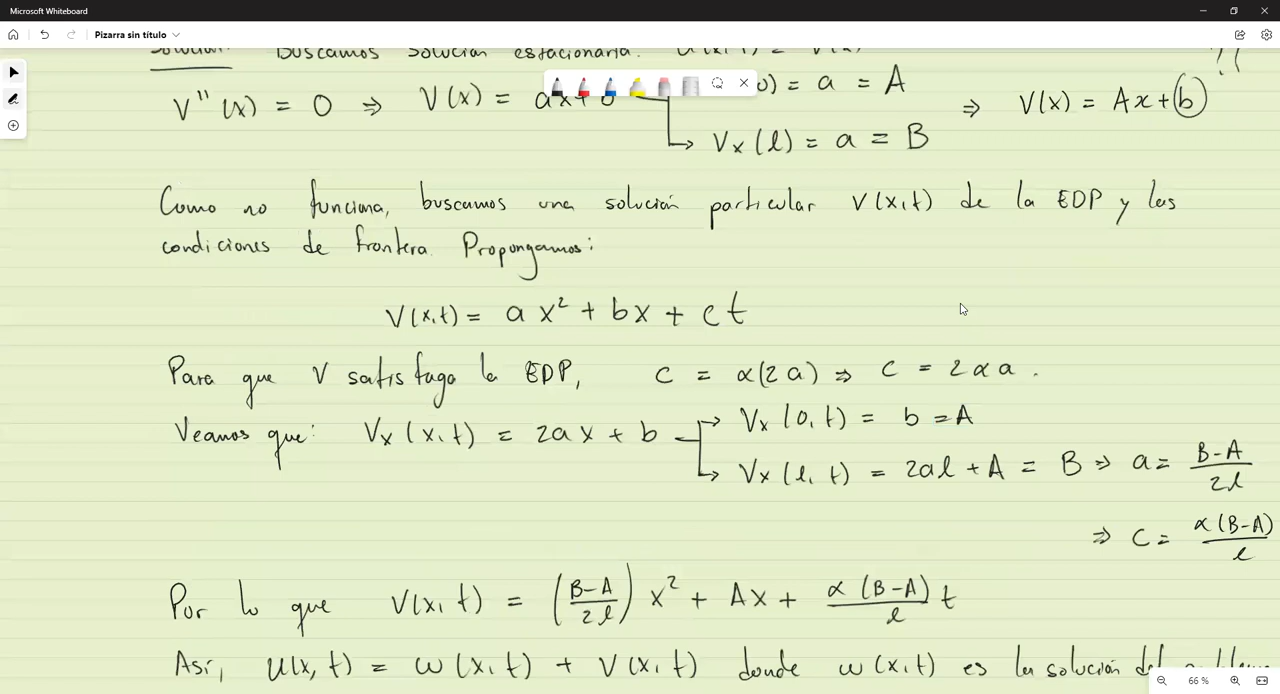 Microsoft Whiteboard
Pizarra sin título
Buscamos solución estacionaria.
V''(x) = 0 ⇒ V(x) = ax+b
0) = a = A
Vx(l) = a = B
⇒ V(x) = Ax+b
??
Como no funciona, buscamos una solución particular V(x,t) de la EDP y las
condiciones de frontera. Propongamos:
V(x,t) = ax² + bx + ct
Para que V satisfaga la EDP, c = α(2a) ⇒ c = 2αa.
Veamos que: Vx(x,t) = 2ax + b
Vx(0,t) = b = A
Vx(l,t) = 2al + A = B ⇒ a = (B-A)/2l
⇒ c = α(B-A)/l
Por lo que V(x,t) = ((B-A)/2l) x² + Ax + α(B-A)/l t
Así, u(x,t) = w(x,t) + V(x,t) donde w(x,t) es la solución del
66 %